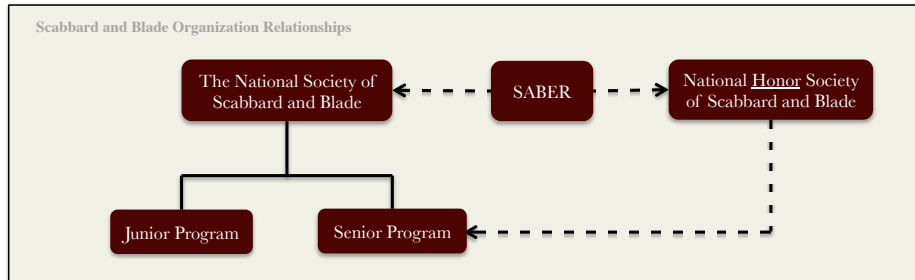 Scabbard and Blade Organization Relationships
The National Society of
Scabbard and Blade
SABER
National Honor Society
of Scabbard and Blade
Junior Program
Senior Program